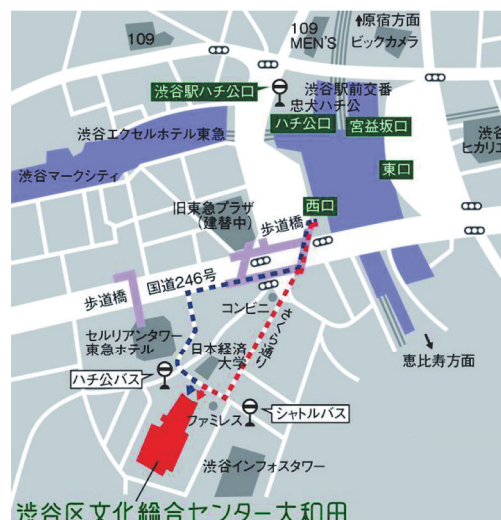 ↑原宿方面
109
MEN'S
ビックカメラ
109
渋谷駅ハチ公口
渋谷駅前交番
忠犬ハチ公
ハチ公口
宮益坂口
渋谷エクセルホテル東急
渋谷
ヒカリエ
東口
渋谷マークシティ
西口
旧東急プラザ
(建替中)
歩道橋
国道246号
歩道橋
コンビニ
さくら通り
セルリアンタワー
東急ホテル
日本経済
大学
恵比寿方面
ハチ公バス
シャトルバス
ファミレス
渋谷インフォスタワー
渋谷区文化総合センター大和田